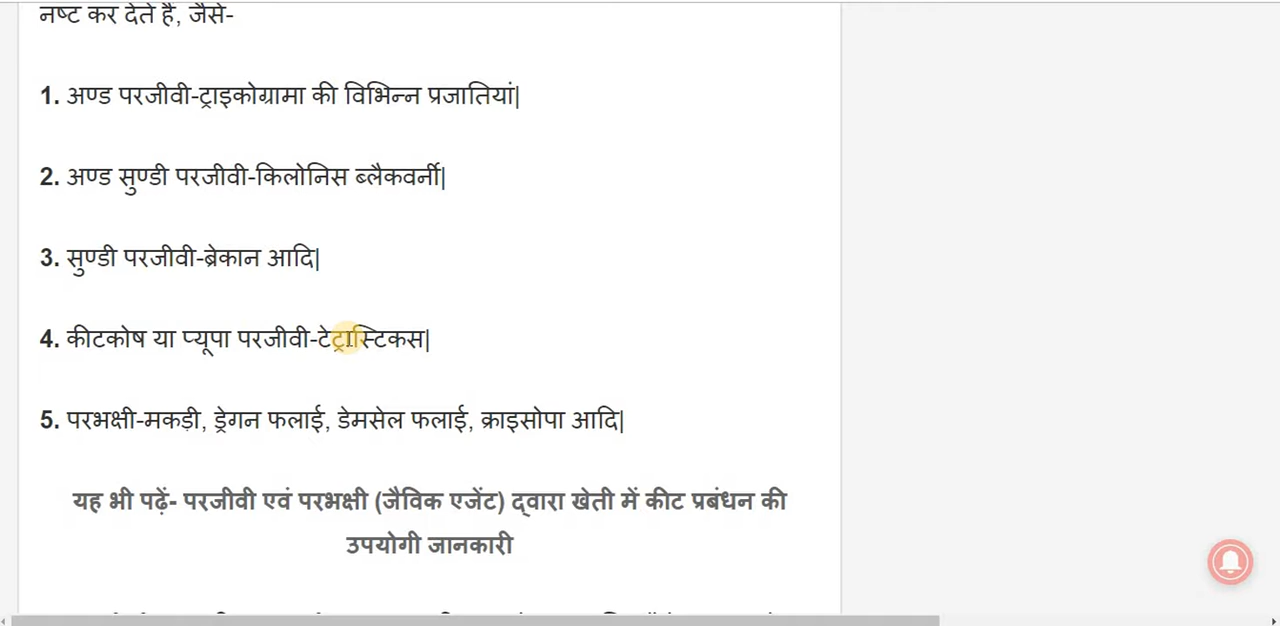 नष्ट कर देते हैं, जैसे-
1. अण्ड परजीवी-ट्राइकोग्रामा की विभिन्न प्रजातियां|
2. अण्ड सुण्डी परजीवी-किलोनिस ब्लैकवर्नी|
3. सुण्डी परजीवी-ब्रेकान आदि|
4. कीटकोष या प्यूपा परजीवी-टेट्रास्टिकस|
5. परभक्षी-मकड़ी, ड्रेगन फलाई, डेमसेल फलाई, क्राइसोपा आदि|
यह भी पढ़ें- परजीवी एवं परभक्षी (जैविक एजेंट) द्वारा खेती में कीट प्रबंधन की
उपयोगी जानकारी